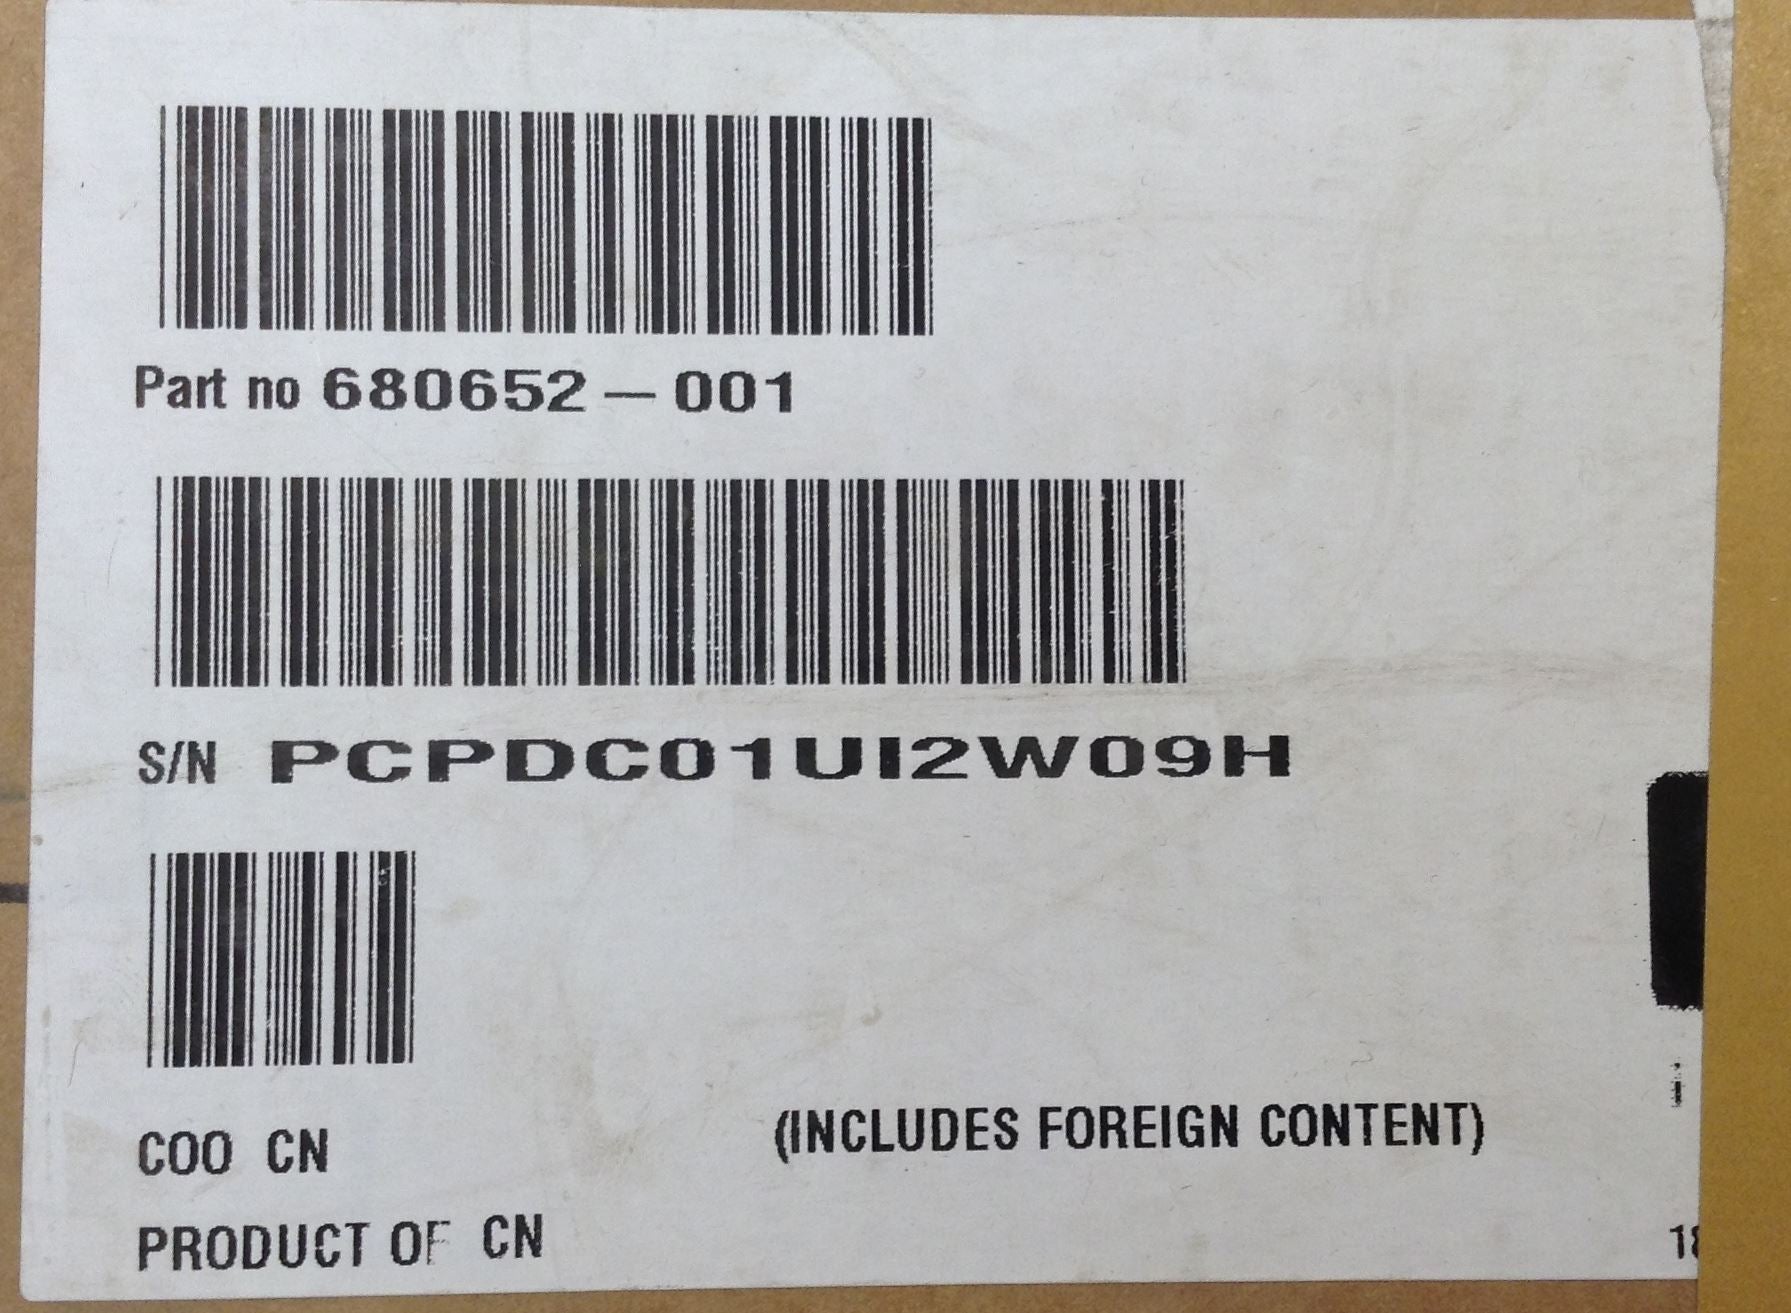 Part no 680652-001
S/N PCPDC01UI2W09H
COO CN
(INCLUDES FOREIGN CONTENT)
PRODUCT OF CN